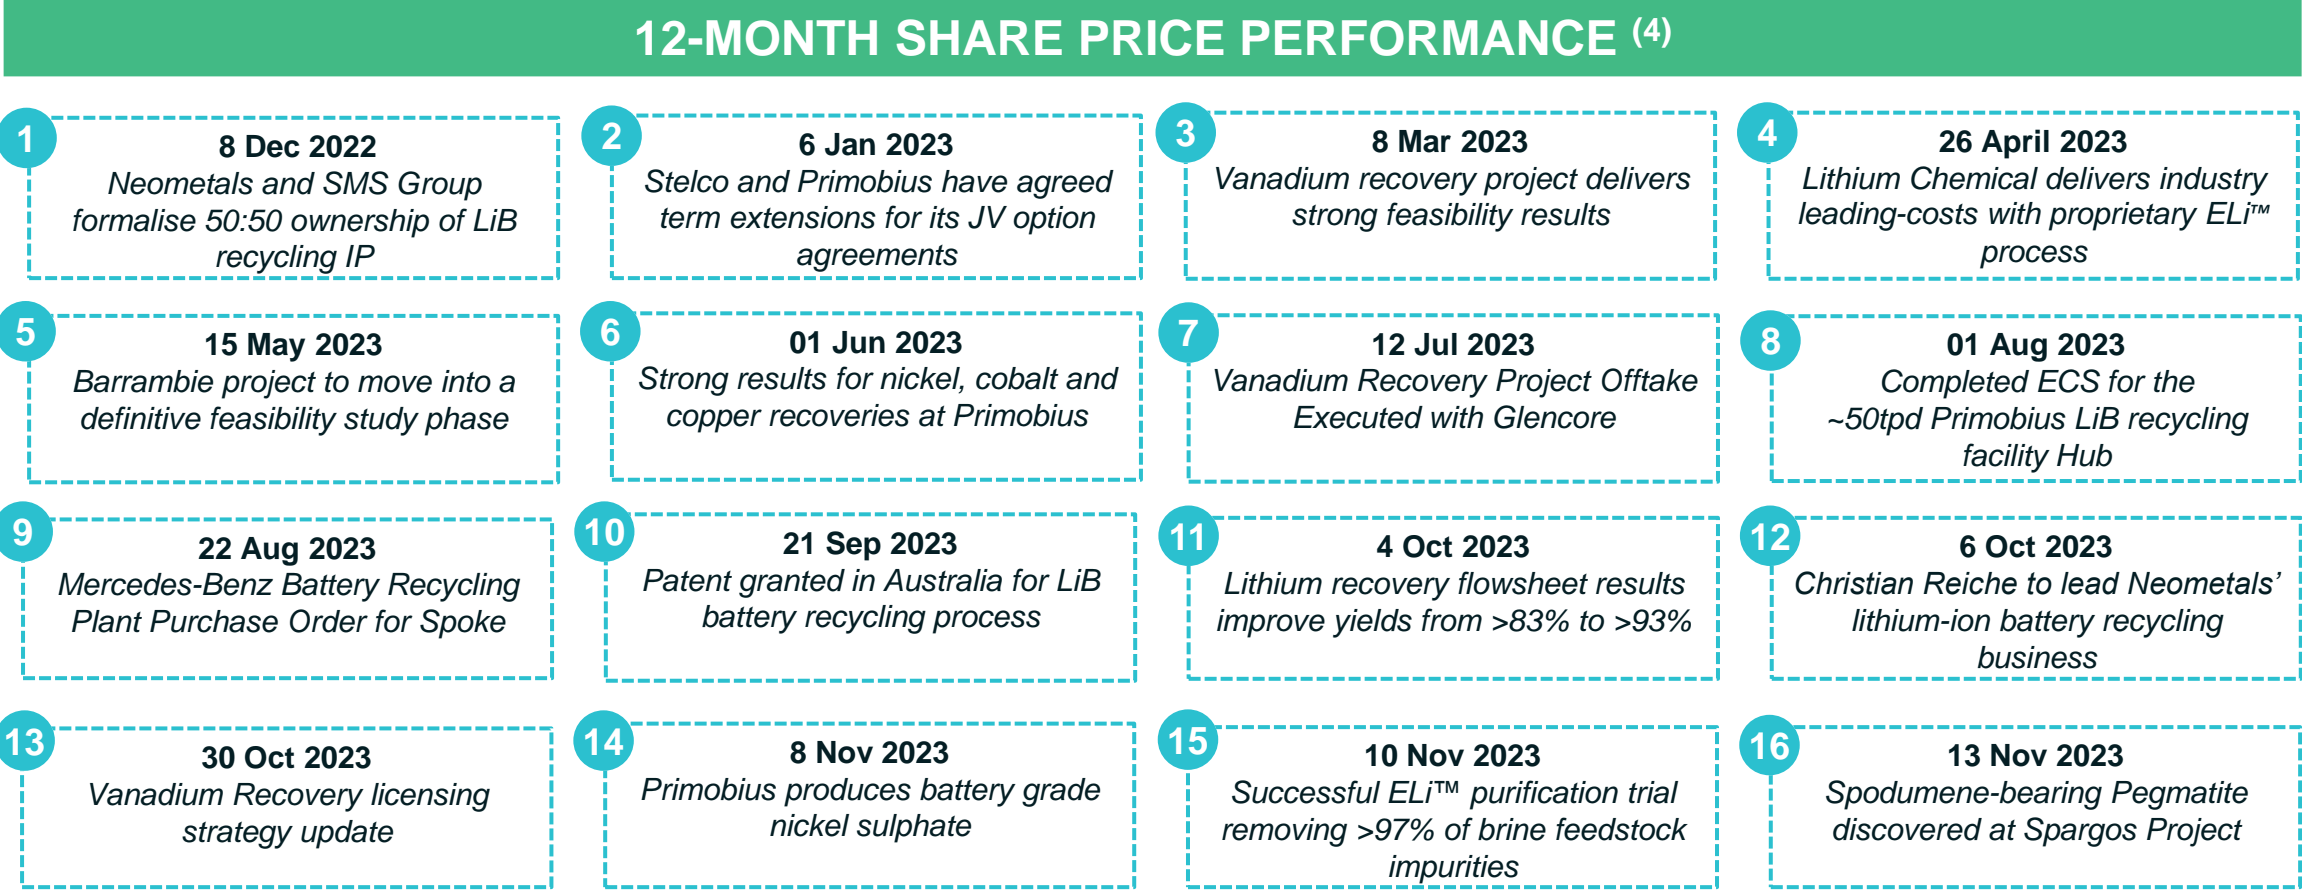 12-MONTH SHARE PRICE PERFORMANCE (4)
1
8 Dec 2022
Neometals and SMS Group
formalise 50:50 ownership of LiB
recycling IP
2
6 Jan 2023
Stelco and Primobius have agreed
term extensions for its JV option
agreements
3
8 Mar 2023
Vanadium recovery project delivers
strong feasibility results
4
26 April 2023
Lithium Chemical delivers industry
leading-costs with proprietary ELi™
process
5
15 May 2023
Barrambie project to move into a
definitive feasibility study phase
6
01 Jun 2023
Strong results for nickel, cobalt and
copper recoveries at Primobius
7
12 Jul 2023
Vanadium Recovery Project Offtake
Executed with Glencore
8
01 Aug 2023
Completed ECS for the
~50tpd Primobius LiB recycling
facility Hub
9
22 Aug 2023
Mercedes-Benz Battery Recycling
Plant Purchase Order for Spoke
10
21 Sep 2023
Patent granted in Australia for LiB
battery recycling process
11
4 Oct 2023
Lithium recovery flowsheet results
improve yields from >83% to >93%
12
6 Oct 2023
Christian Reiche to lead Neometals’
lithium-ion battery recycling
business
13
30 Oct 2023
Vanadium Recovery licensing
strategy update
14
8 Nov 2023
Primobius produces battery grade
nickel sulphate
15
10 Nov 2023
Successful ELi™ purification trial
removing >97% of brine feedstock
impurities
16
13 Nov 2023
Spodumene-bearing Pegmatite
discovered at Spargos Project